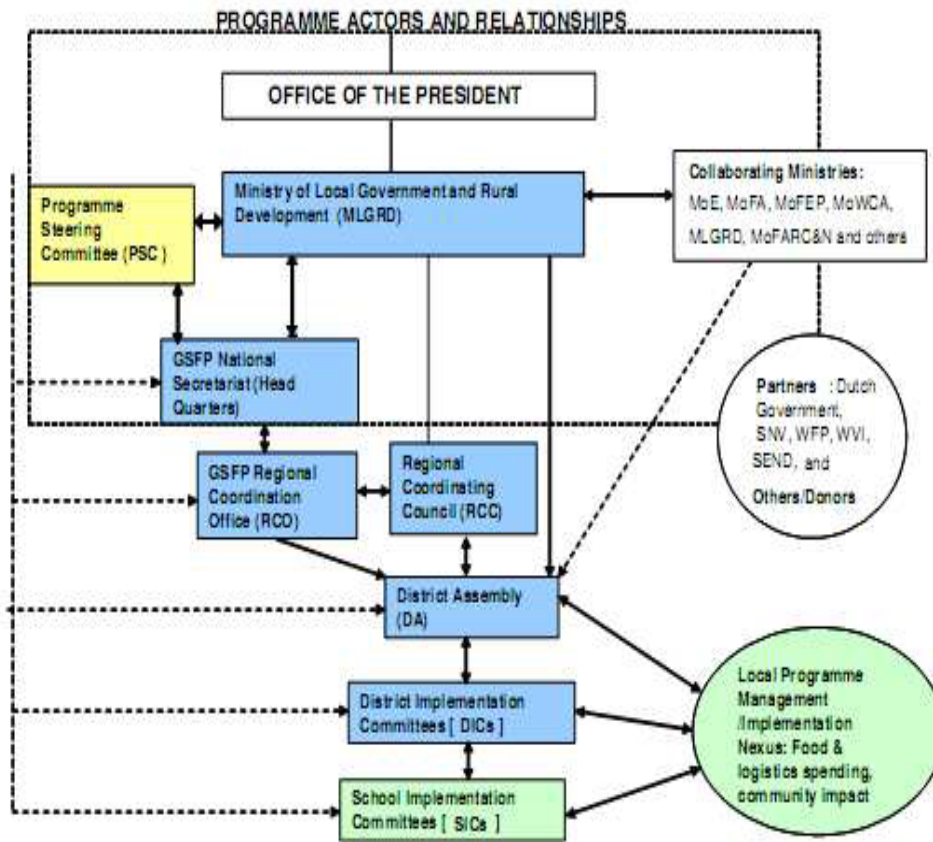 PROGRAMME ACTORS AND RELATIONSHIPS
OFFICE OF THE PRESIDENT
Ministry of Local Government and Rural
Development (MLGRD)
Collaborating Ministries:
MoE, MoFA, MoFEP, MoWCA,
MLGRD, MoFARC&N and others
Programme
Steering
Committee (PSC )
GSFP National
Secretariat (Head
Quarters)
Partners : Dutch
Government,
SNV, WFP, WVI,
SEND, and
Others/Donors
GSFP Regional
Coordination
Office (RCO)
Regional
Coordinating
Council (RCC)
District Assembly
(DA)
District Implementation
Committees [ DICs ]
School Implementation
Committees [ SICs ]
Local Programme
Management
/Implementation
Nexus: Food &
logistics spending,
community impact